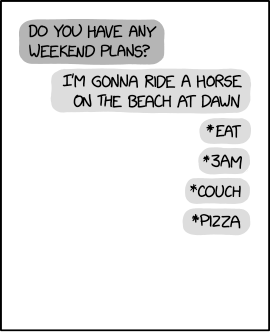 DO YOU HAVE ANY
WEEKEND PLANS?
I'M GONNA RIDE A HORSE
ON THE BEACH AT DAWN
*EAT
*3AM
*COUCH
*PIZZA